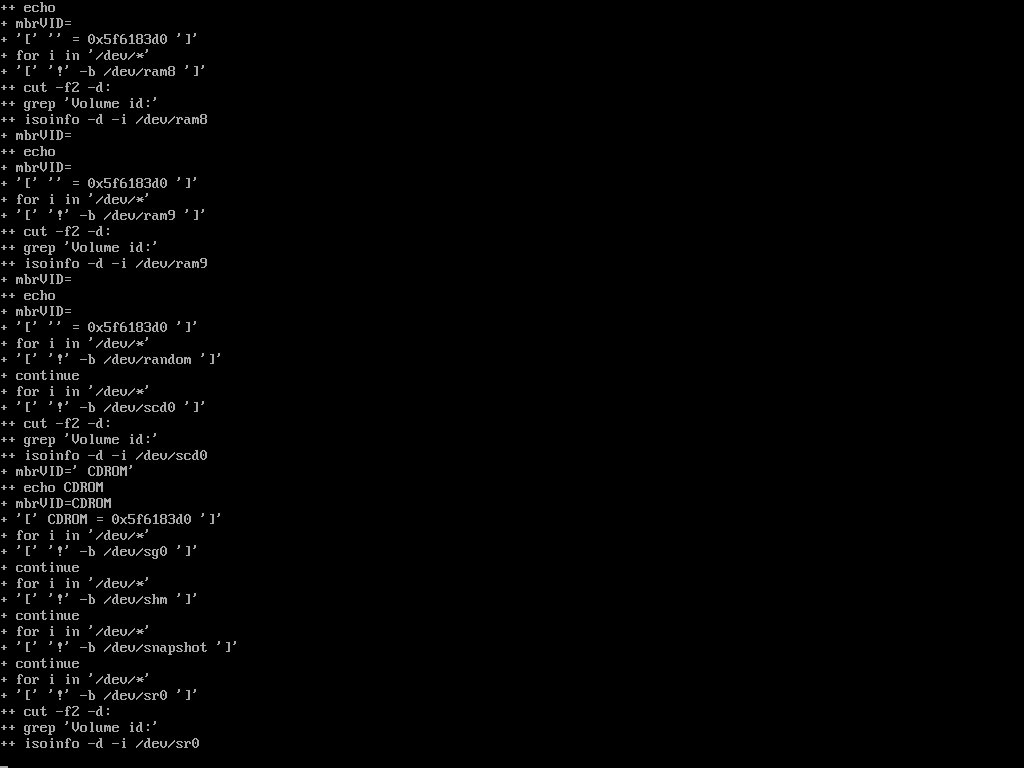 ++ echo
+ mbrVID=
+ '[' '' = 0x5f6183d0 ']'
+ for i in '/dev/*'
+ '[' '!' -b /dev/ram8 ']'
++ cut -f2 -d:
++ grep 'Volume id:'
++ isoinfo -d -i /dev/ram8
+ mbrVID=
++ echo
+ mbrVID=
+ '[' '' = 0x5f6183d0 ']'
+ for i in '/dev/*'
+ '[' '!' -b /dev/ram9 ']'
++ cut -f2 -d:
++ grep 'Volume id:'
++ isoinfo -d -i /dev/ram9
+ mbrVID=
++ echo
+ mbrVID=
+ '[' '' = 0x5f6183d0 ']'
+ for i in '/dev/*'
+ '[' '!' -b /dev/random ']'
+ continue
+ for i in '/dev/*'
+ '[' '!' -b /dev/scd0 ']'
++ cut -f2 -d:
++ grep 'Volume id:'
++ isoinfo -d -i /dev/scd0
+ mbrVID=' CDROM'
++ echo CDROM
+ mbrVID=CDROM
+ '[' CDROM = 0x5f6183d0 ']'
+ for i in '/dev/*'
+ '[' '!' -b /dev/sg0 ']'
+ continue
+ for i in '/dev/*'
+ '[' '!' -b /dev/shm ']'
+ continue
+ for i in '/dev/*'
+ '[' '!' -b /dev/snapshot ']'
+ continue
+ for i in '/dev/*'
+ '[' '!' -b /dev/sr0 ']'
++ cut -f2 -d:
++ grep 'Volume id:'
++ isoinfo -d -i /dev/sr0